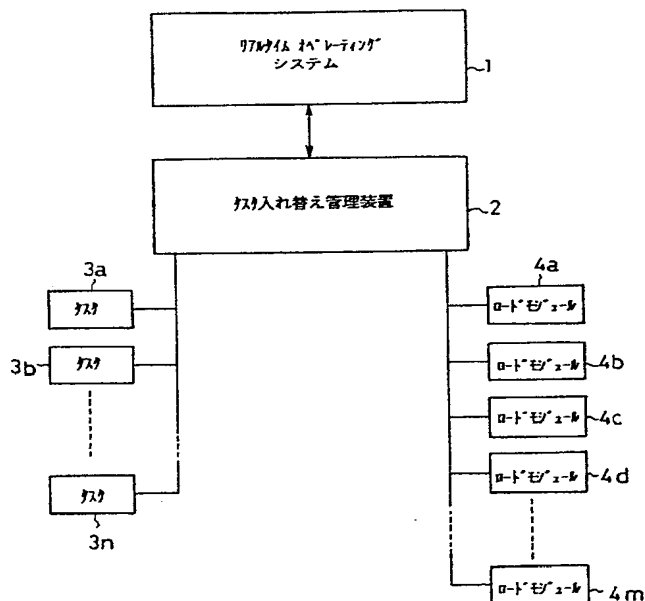 リアルタイム オペレーティング
システム
1
タスク入れ替え管理装置
2
3a
タスク
3b
タスク
タスク
3n
4a
ロードモジュール
ロードモジュール
4b
ロードモジュール
4c
ロードモジュール
4d
ロードモジュール
4m